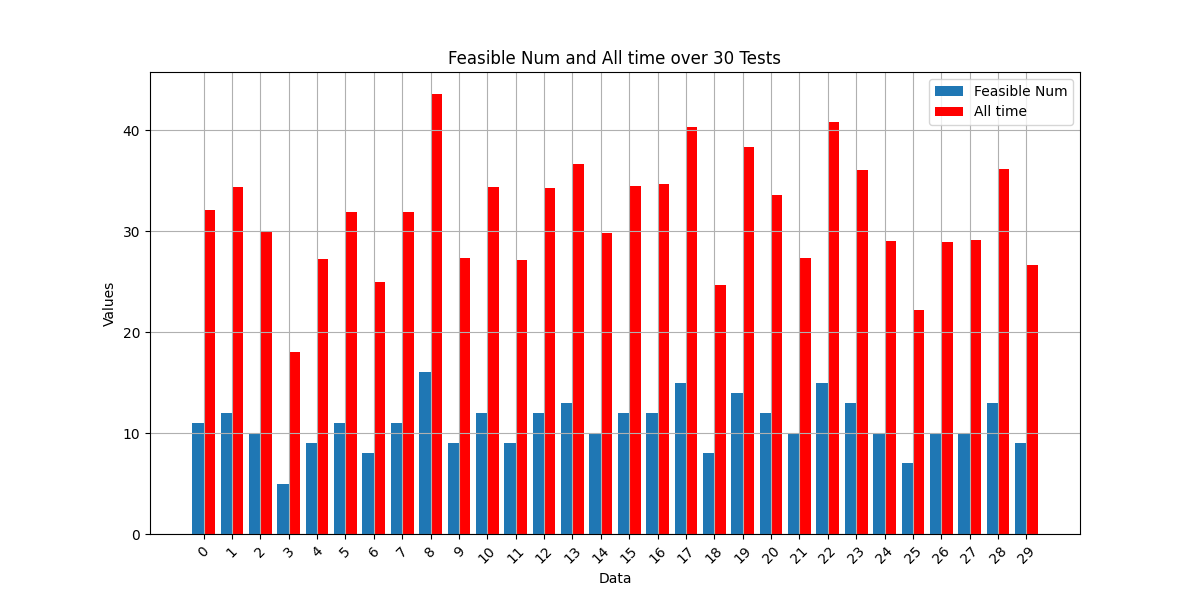 Feasible Num and All time over 30 Tests
Feasible Num
All time
Values
40
30
20
10
0
0 1 2 3 4 5 6 7 8 9 10 11 12 13 14 15 16 17 18 19 20 21 22 23 24 25 26 27 28 29
Data